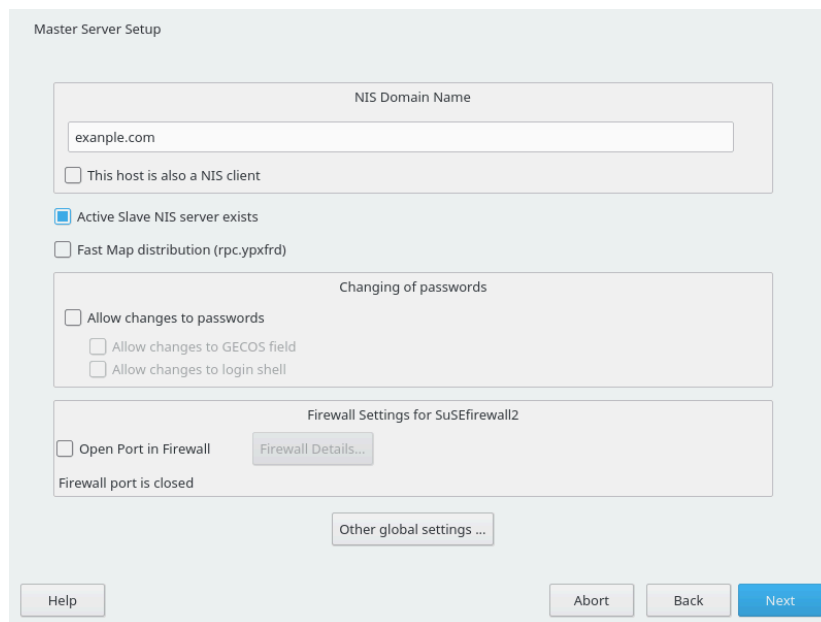 Master Server Setup
NIS Domain Name
exanple.com
This host is also a NIS client
Active Slave NIS server exists
Fast Map distribution (rpc.ypxfrd)
Changing of passwords
Allow changes to passwords
Allow changes to GECOS field
Allow changes to login shell
Firewall Settings for SuSEfirewall2
Open Port in Firewall Firewall Details...
Firewall port is closed
Other global settings ...
Help Abort Back Next